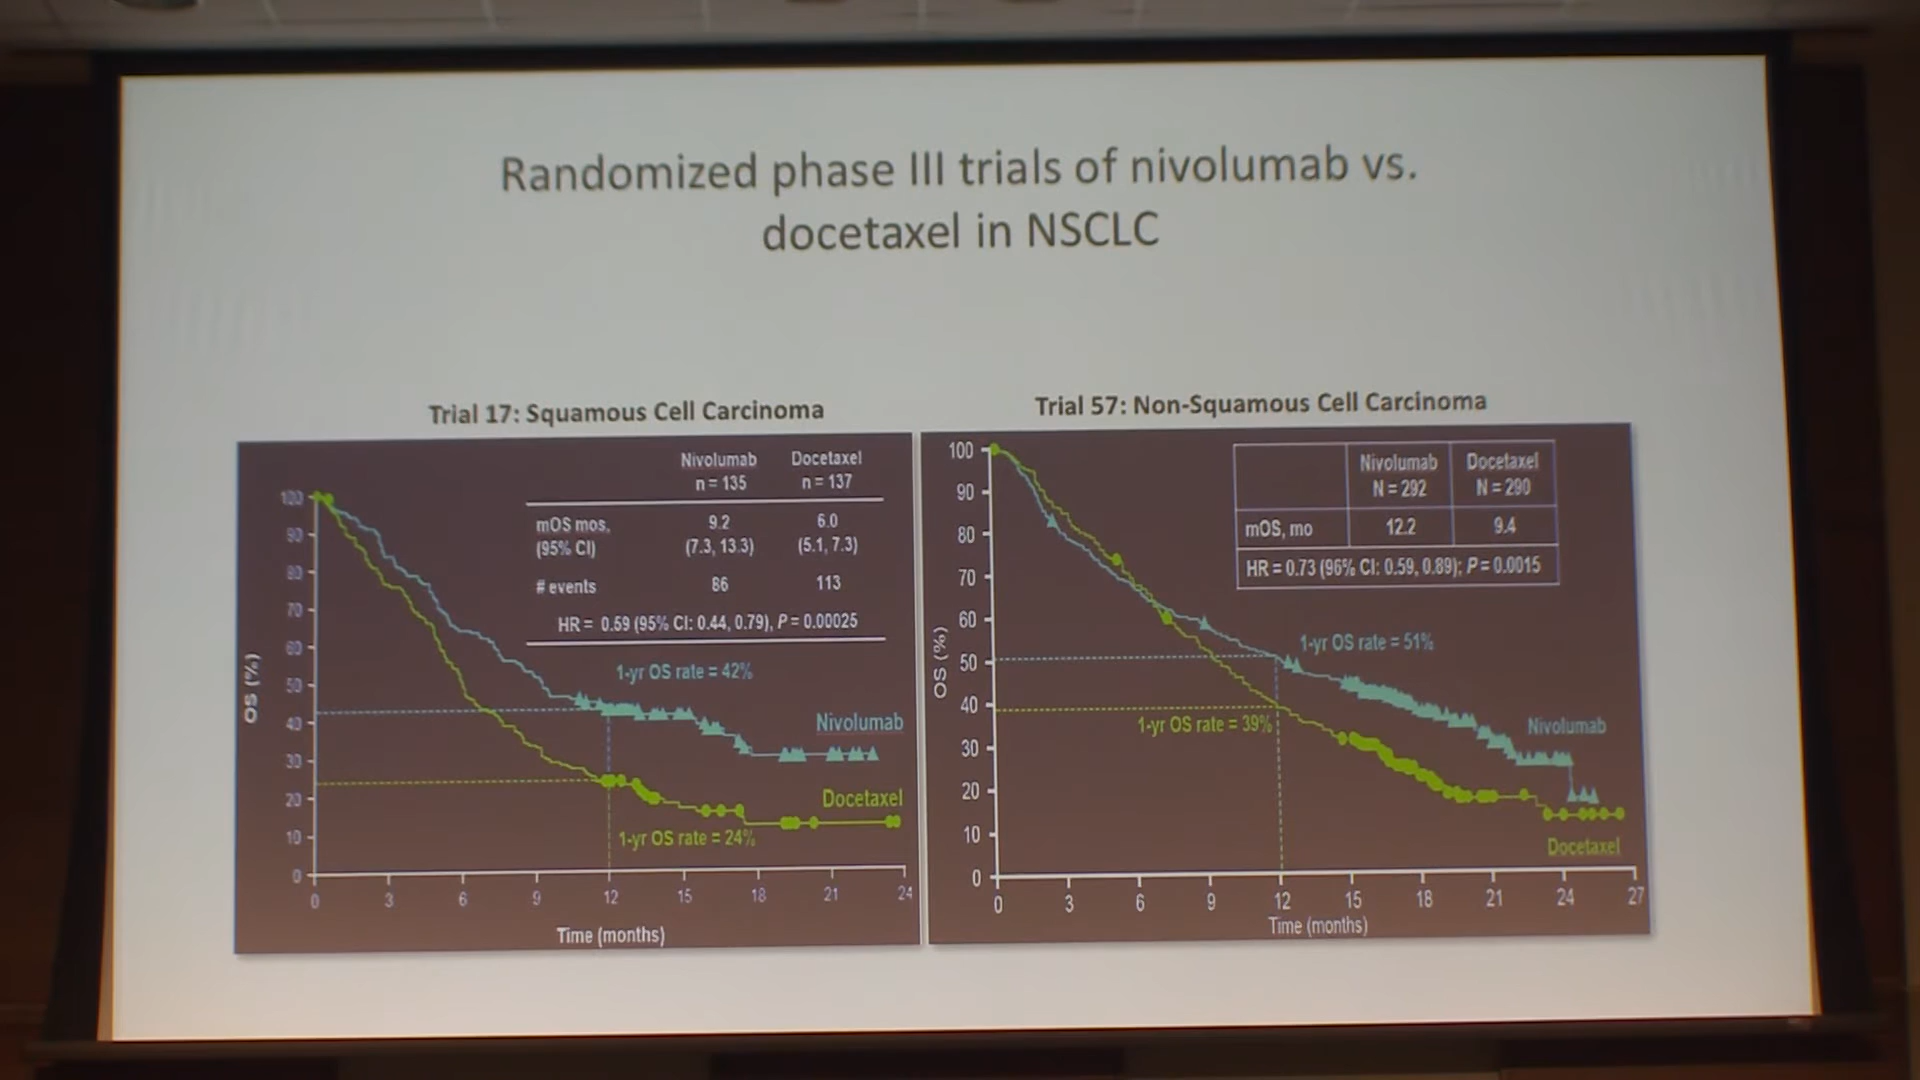 Randomized phase III trials of nivolumab vs.
docetaxel in NSCLC
Trial 17: Squamous Cell Carcinoma
Nivolumab Docetaxel
n = 135 n = 137
mOS mos. 9.2 6.0
(95% CI) (7.3, 13.3) (5.1, 7.3)
# events 86 113
HR = 0.59 (95% CI: 0.44, 0.79), P = 0.00025
1-yr OS rate = 42%
Nivolumab
Docetaxel
1-yr OS rate = 24%
OS (%)
100
90
80
70
60
50
40
30
20
10
0
0 3 6 9 12 15 18 21 24
Time (months)
Trial 57: Non-Squamous Cell Carcinoma
Nivolumab Docetaxel
N = 292 N = 290
mOS, mo 12.2 9.4
HR = 0.73 (96% CI: 0.59, 0.89); P = 0.0015
1-yr OS rate = 51%
1-yr OS rate = 39%
Nivolumab
Docetaxel
OS (%)
100
90
80
70
60
50
40
30
20
10
0
0 3 6 9 12 15 18 21 24 27
Time (months)